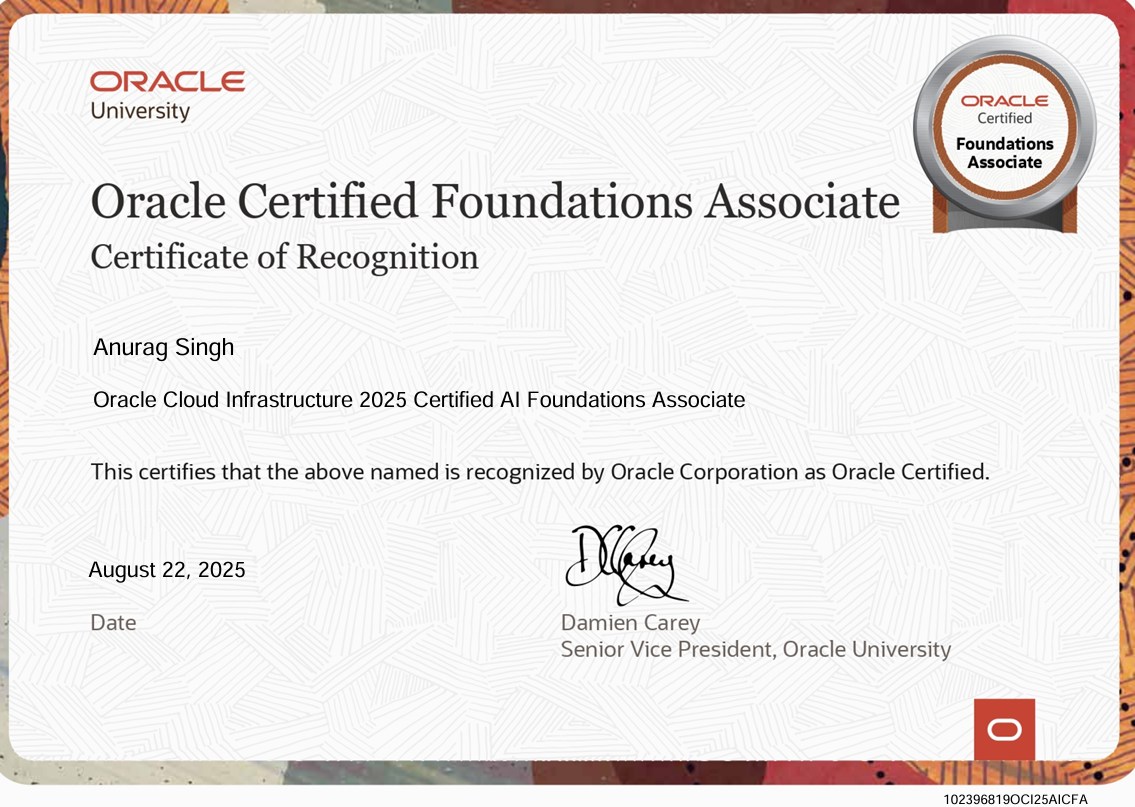 ORACLE
University
ORACLE
Certified
Foundations
Associate
Oracle Certified Foundations Associate
Certificate of Recognition
Anurag Singh
Oracle Cloud Infrastructure 2025 Certified AI Foundations Associate
This certifies that the above named is recognized by Oracle Corporation as Oracle Certified.
DCarey
August 22, 2025
Date
Damien Carey
Senior Vice President, Oracle University
102396819OCI25AICFA